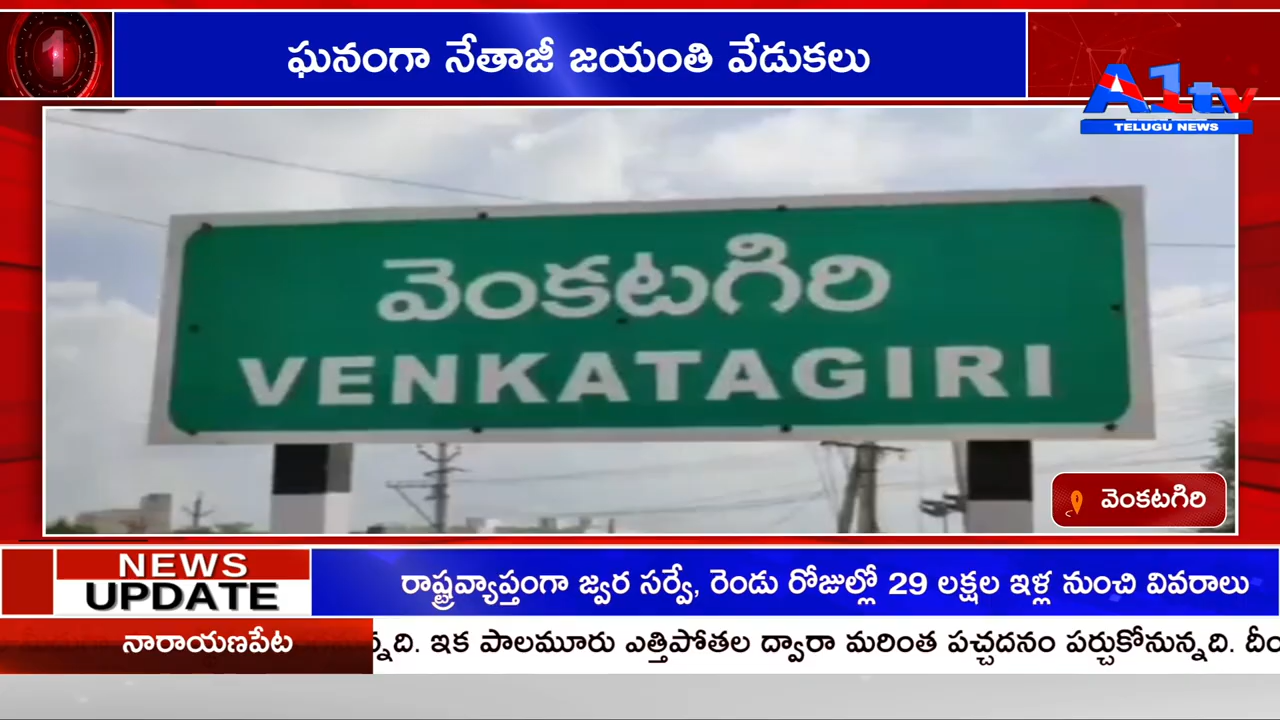 1
ఘనంగా నేతాజీ జయంతి వేడుకలు
A1tv
TELUGU NEWS
వెంకటగిరి
VENKATAGIRI
వెంకటగిరి
NEWS
UPDATE
రాష్ట్రవ్యాప్తంగా జ్వర సర్వే, రెండు రోజుల్లో 29 లక్షల ఇళ్ల నుంచి వివరాలు
నారాయణపేట
ఇక పాలమూరు ఎత్తిపోతల ద్వారా మరింత పచ్చదనం పర్చుకోనున్నది.